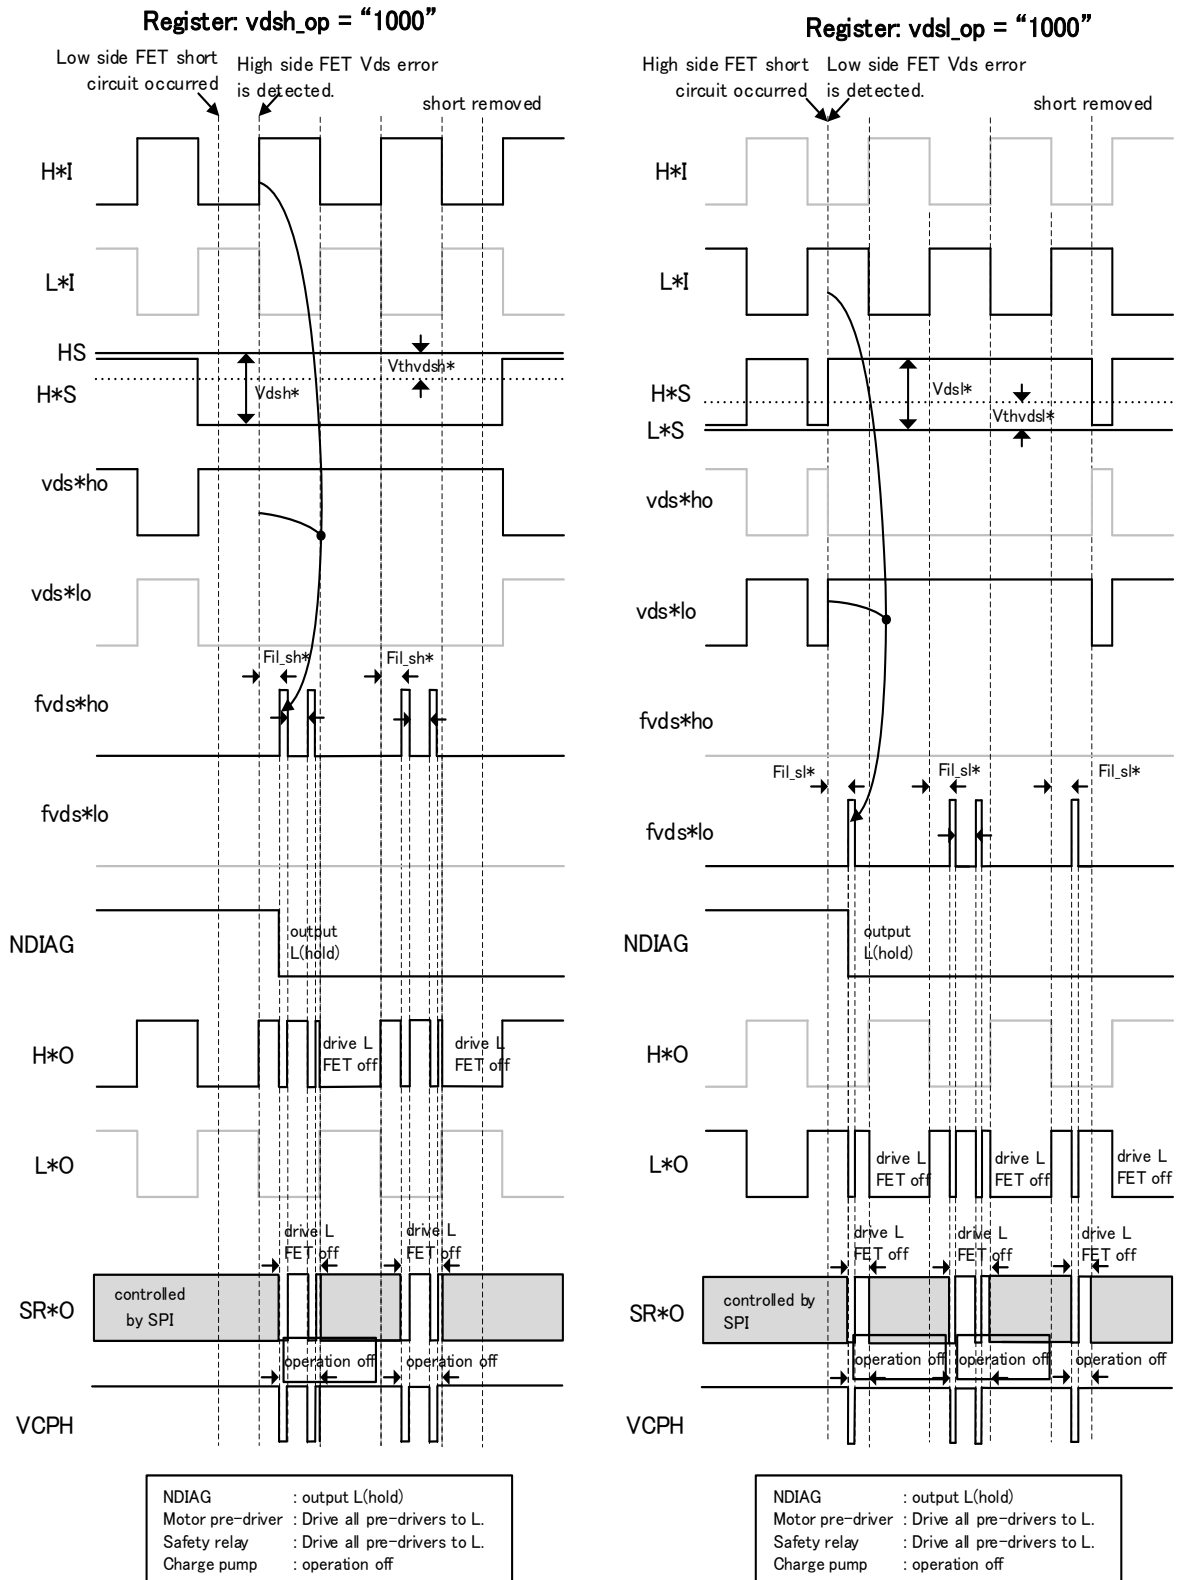 Register: vdsh_op = “1000”
Low side FET short
circuit occurred
High side FET Vds error
is detected.
short removed
H*I
L*I
HS
Vthvdsh*
H*S
Vdsh*
vds*ho
vds*lo
Fil_sh*
Fil_sh*
fvds*ho
fvds*lo
NDIAG
output
L(hold)
H*O
drive L
FET off
drive L
FET off
L*O
drive L
FET off
drive L
FET off
SR*O
controlled
by SPI
operation off
operation off
VCPH
NDIAG : output L(hold)
Motor pre-driver : Drive all pre-drivers to L.
Safety relay : Drive all pre-drivers to L.
Charge pump : operation off
Register: vdsl_op = “1000”
High side FET short
circuit occurred
Low side FET Vds error
is detected.
short removed
H*I
L*I
H*S
Vdsl*
Vthvdsl*
L*S
vds*ho
vds*lo
fvds*ho
Fil_sl*
Fil_sl*
Fil_sl*
fvds*lo
NDIAG
output
L(hold)
H*O
L*O
drive L
FET off
drive L
FET off
drive L
FET off
drive L
FET off
drive L
FET off
drive L
FET off
SR*O
controlled by
SPI
operation off
operation off
operation off
VCPH
NDIAG : output L(hold)
Motor pre-driver : Drive all pre-drivers to L.
Safety relay : Drive all pre-drivers to L.
Charge pump : operation off